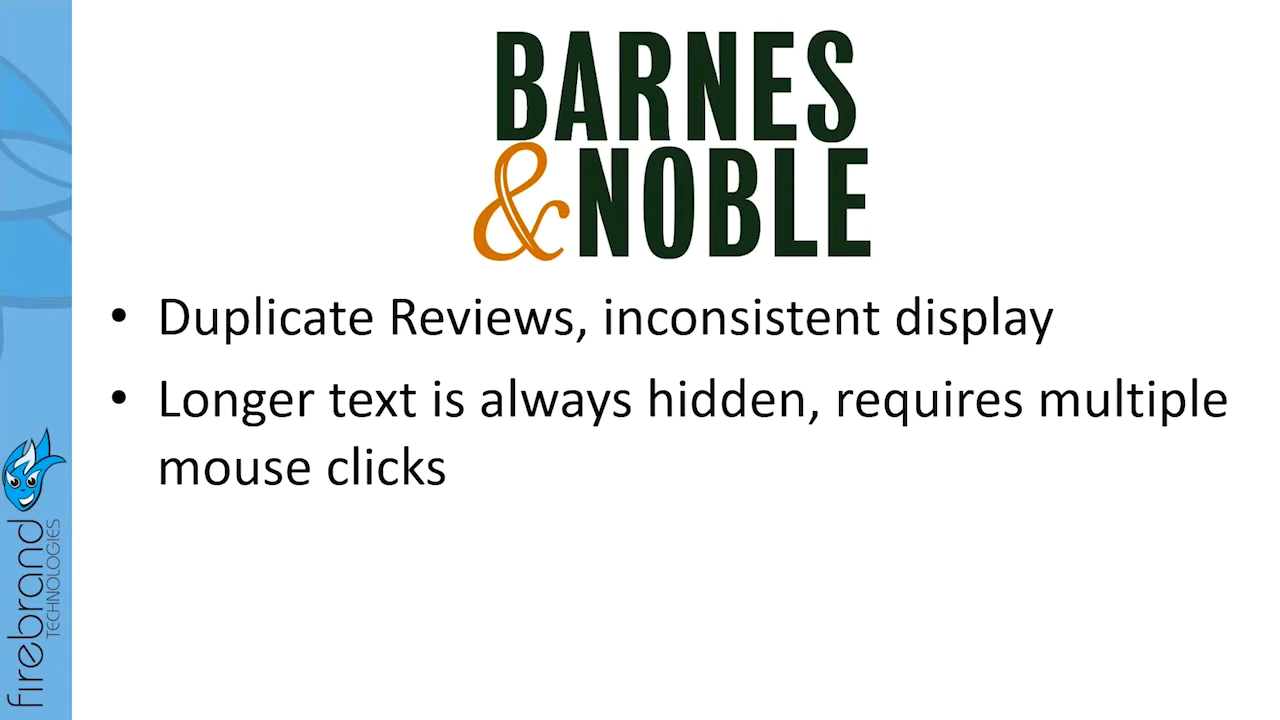 BARNES
& NOBLE
• Duplicate Reviews, inconsistent display
• Longer text is always hidden, requires multiple
mouse clicks
firebrand
TECHNOLOGIES